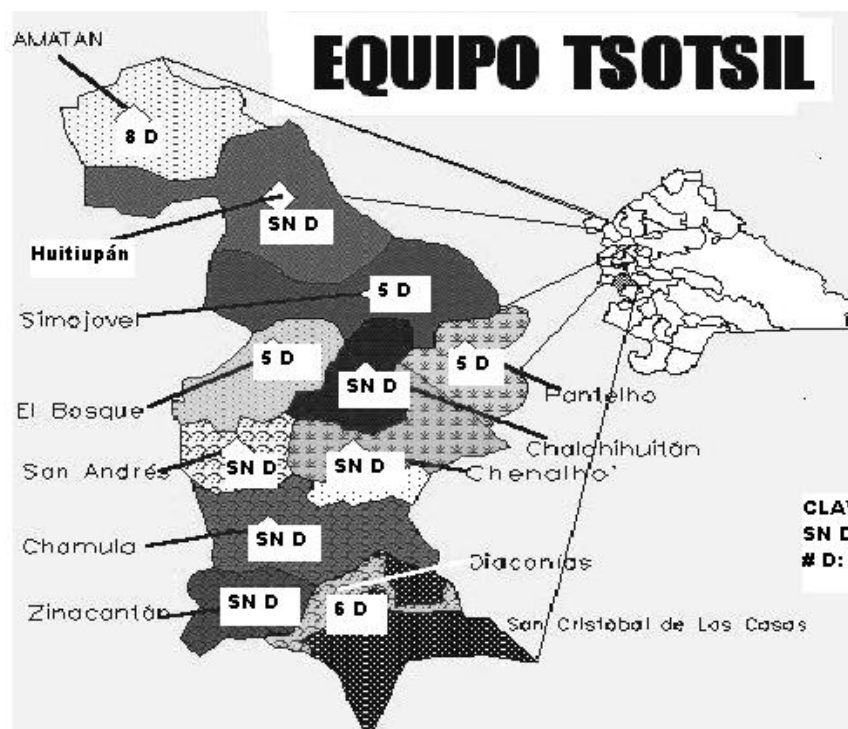 AMATAN
EQUIPO TSOTSIL
8 D
SN D
Huitiupán
5 D
Simojovel
5 D
5 D
SN D
Pantelho
El Bosque
Chalchihuitán
San Andrés
SN D
SN D
Chenalho'
CLAV
SN D
# D:
Chamula
SN D
Diaconías
Zinacantán
SN D
6 D
San Cristóbal de Las Casas